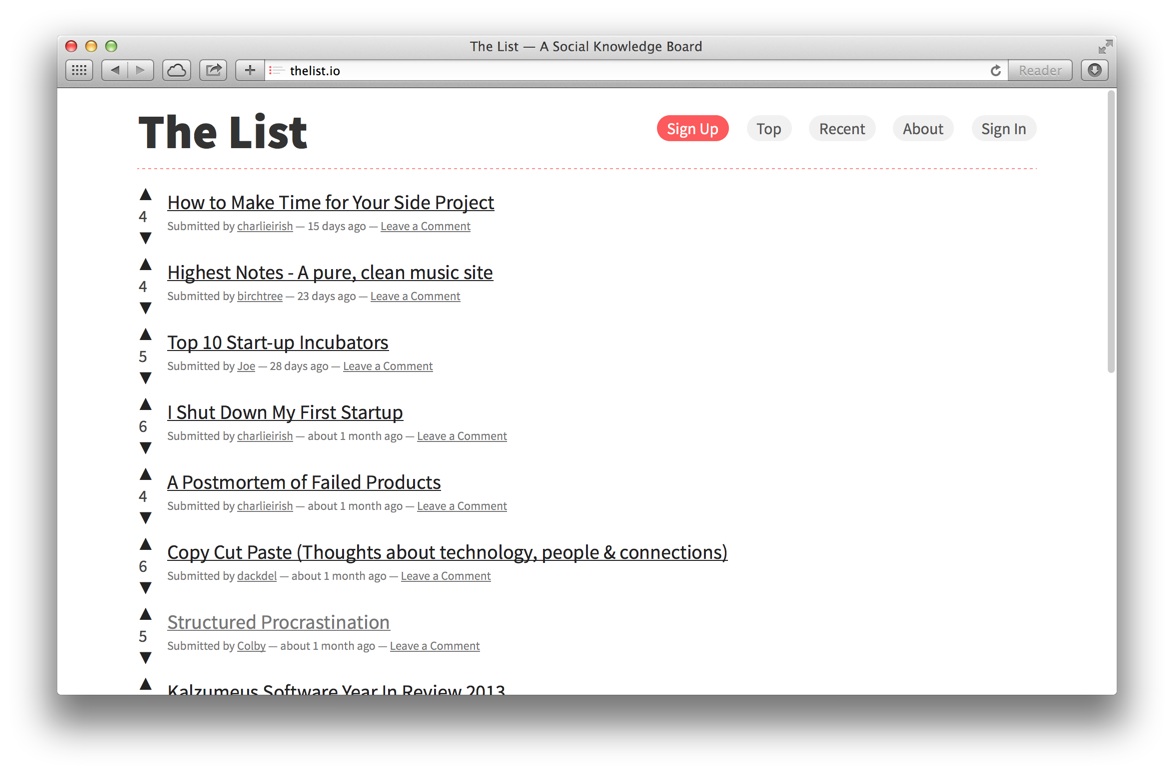 The List — A Social Knowledge Board
thelist.io
Reader
The List
Sign Up
Top
Recent
About
Sign In
▲
4
▼
How to Make Time for Your Side Project
Submitted by charlieirish — 15 days ago — Leave a Comment
▲
4
▼
Highest Notes - A pure, clean music site
Submitted by birchtree — 23 days ago — Leave a Comment
▲
5
▼
Top 10 Start-up Incubators
Submitted by Joe — 28 days ago — Leave a Comment
▲
6
▼
I Shut Down My First Startup
Submitted by charlieirish — about 1 month ago — Leave a Comment
▲
4
▼
A Postmortem of Failed Products
Submitted by charlieirish — about 1 month ago — Leave a Comment
▲
6
▼
Copy Cut Paste (Thoughts about technology, people & connections)
Submitted by dackdel — about 1 month ago — Leave a Comment
▲
5
▼
Structured Procrastination
Submitted by Colby — about 1 month ago — Leave a Comment
▲
Kalzumeus Software Year In Review 2013